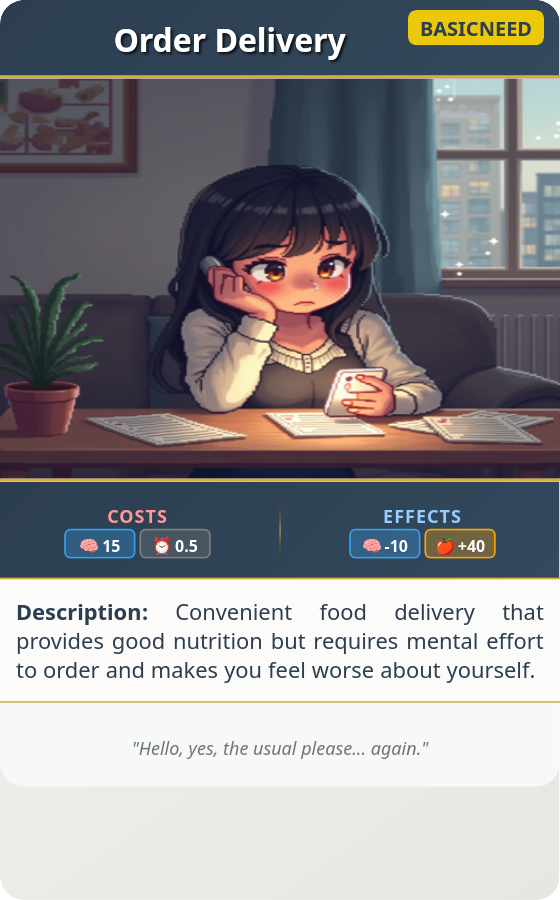 Order Delivery
BASICNEED
COSTS
🧠 15 ⏰ 0.5
EFFECTS
🧠 -10 🍎 +40
Description: Convenient food delivery that
provides good nutrition but requires mental effort
to order and makes you feel worse about yourself.
"Hello, yes, the usual please... again."